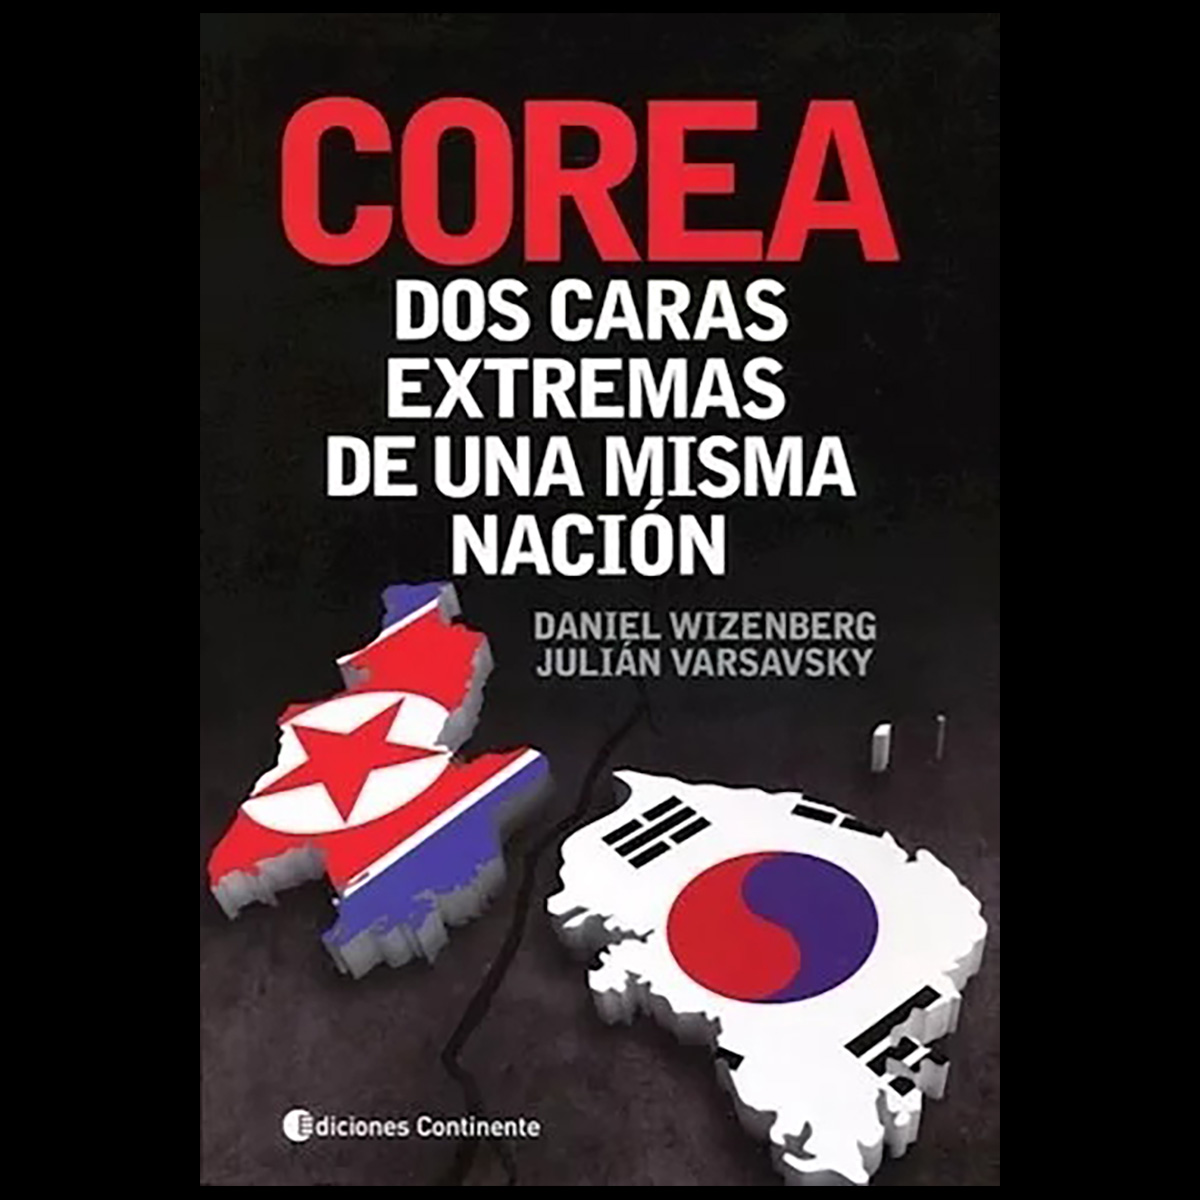 COREA
DOS CARAS
EXTREMAS
DE UNA MISMA
NACIÓN
DANIEL WIZENBERG
JULIÁN VARSAVSKY
Ediciones Continente